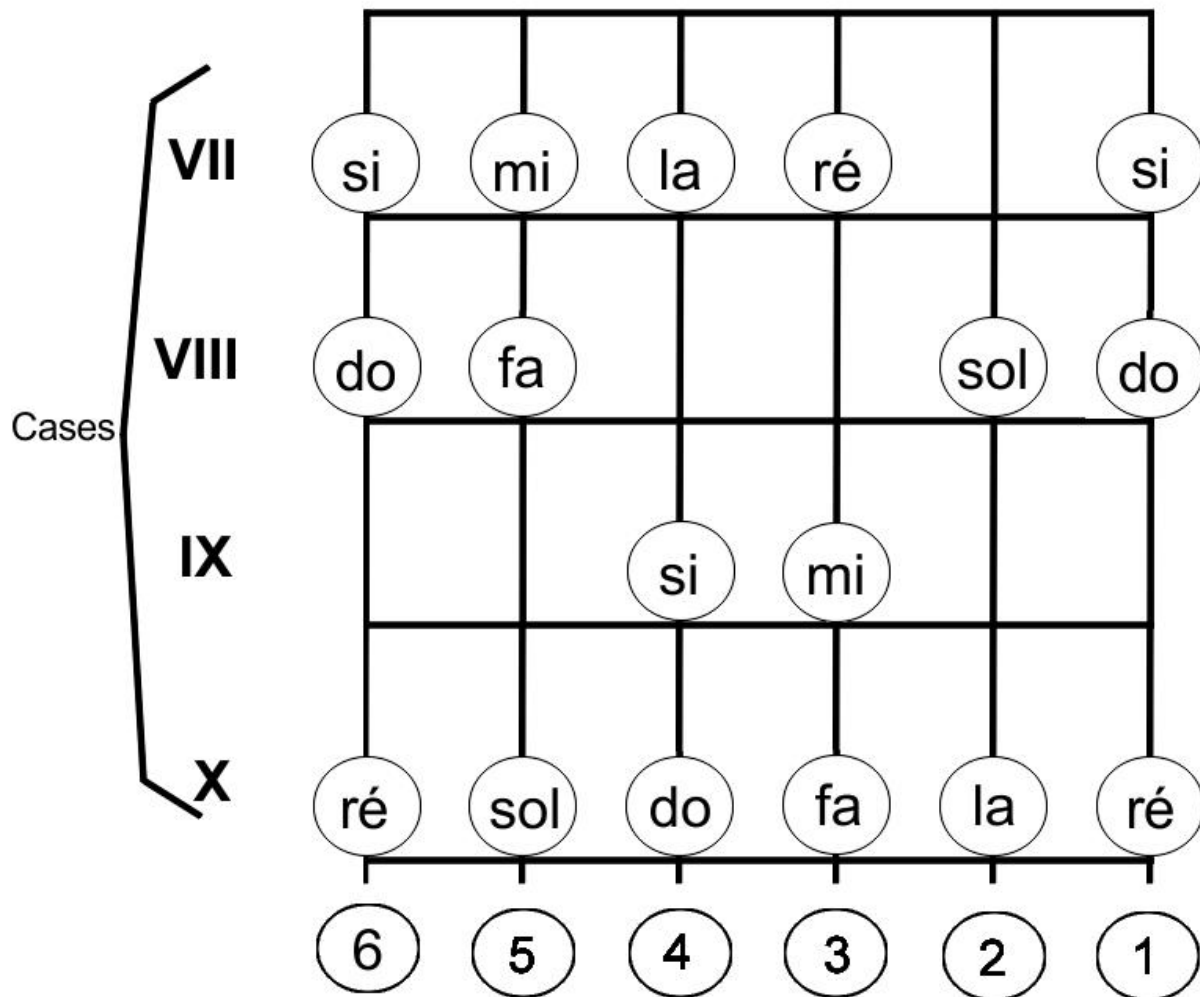 VII si mi la ré si
VIII do fa sol do
Cases
IX si mi
X ré sol do fa la ré
6 5 4 3 2 1